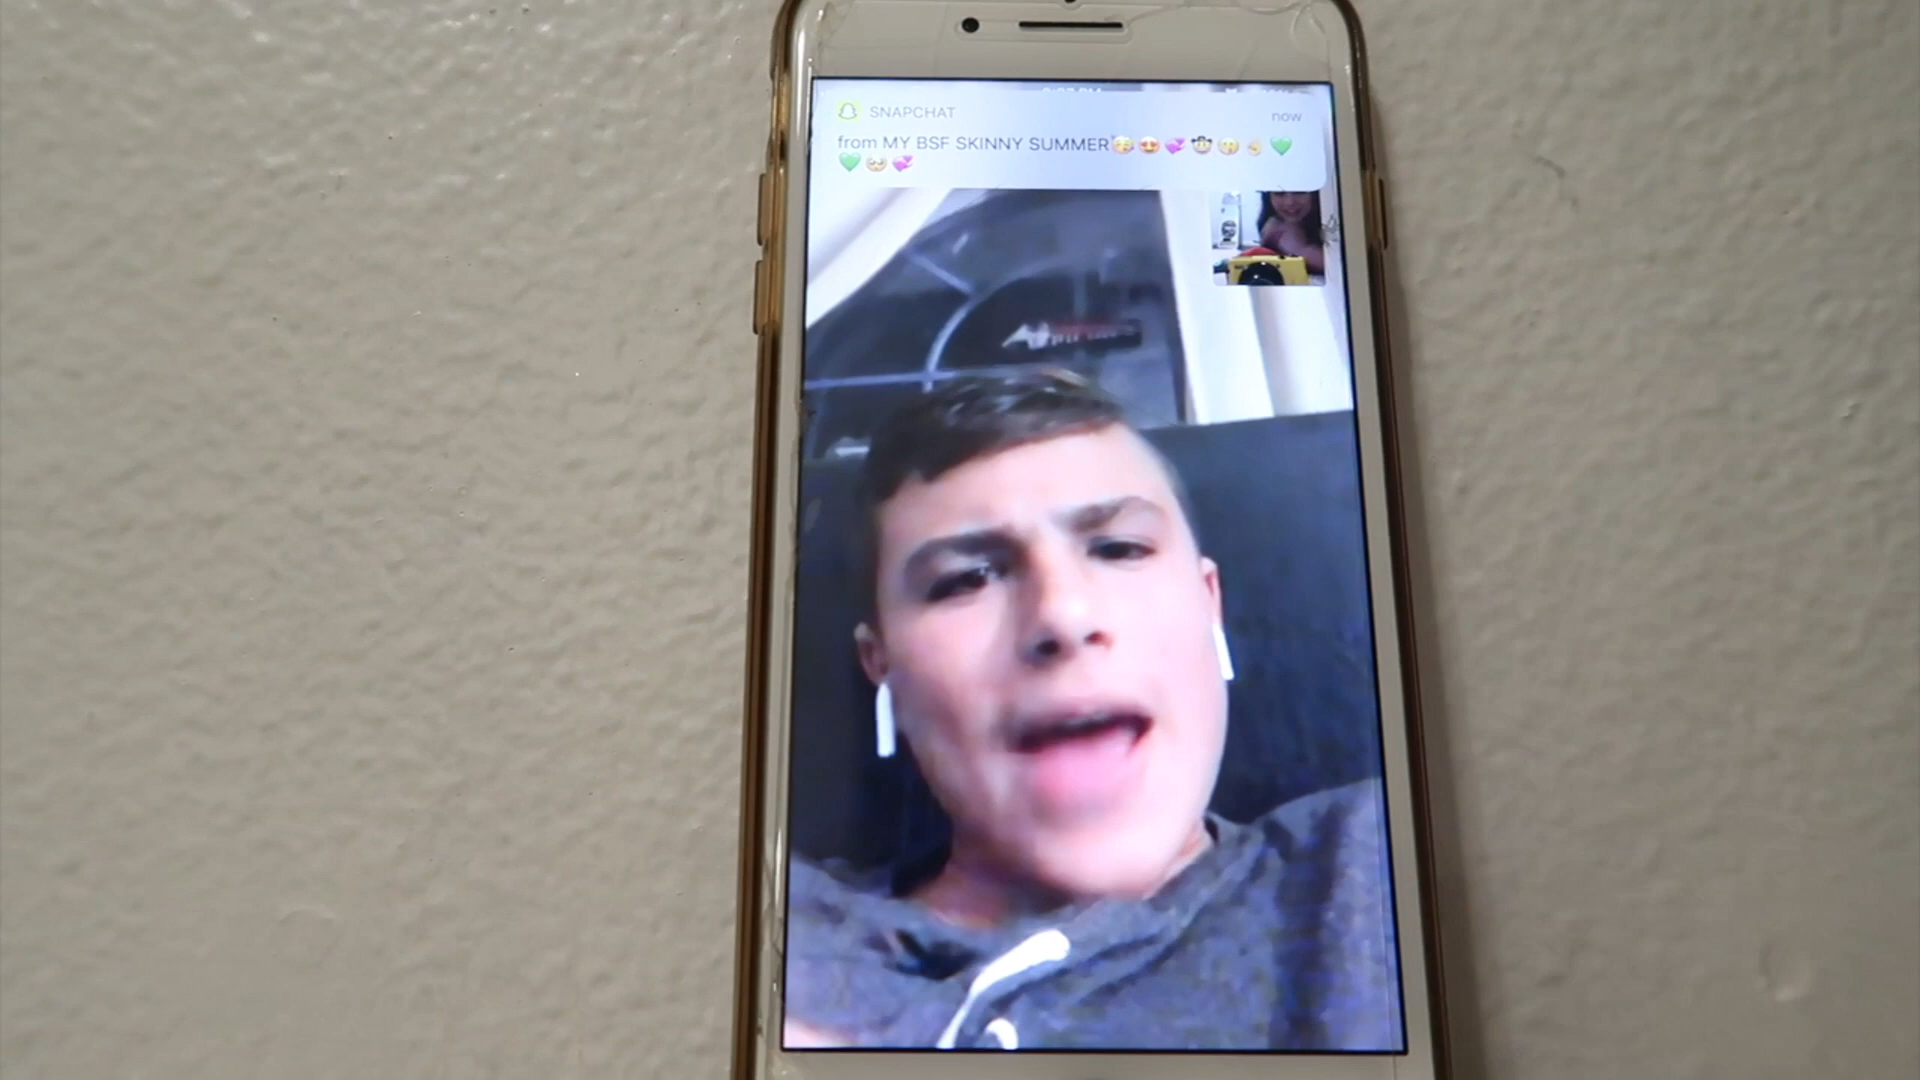 SNAPCHAT
now
from MY BSF SKINNY SUMMER🥳😍💞🤠🤫🤞💚
💚🥺💞